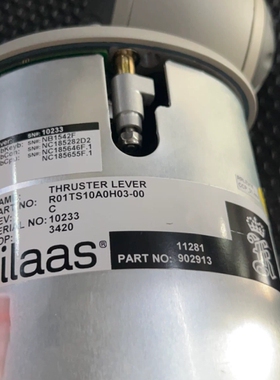 SN#: 10233
SN#: NB1542F
SN#: NC185282D2
SN#: NC185646F.1
SN#: NC185655F.1
THRUSTER LEVER
R01TS10A0H03-00
C
10233
3420
ilaas
11281
PART NO: 902913